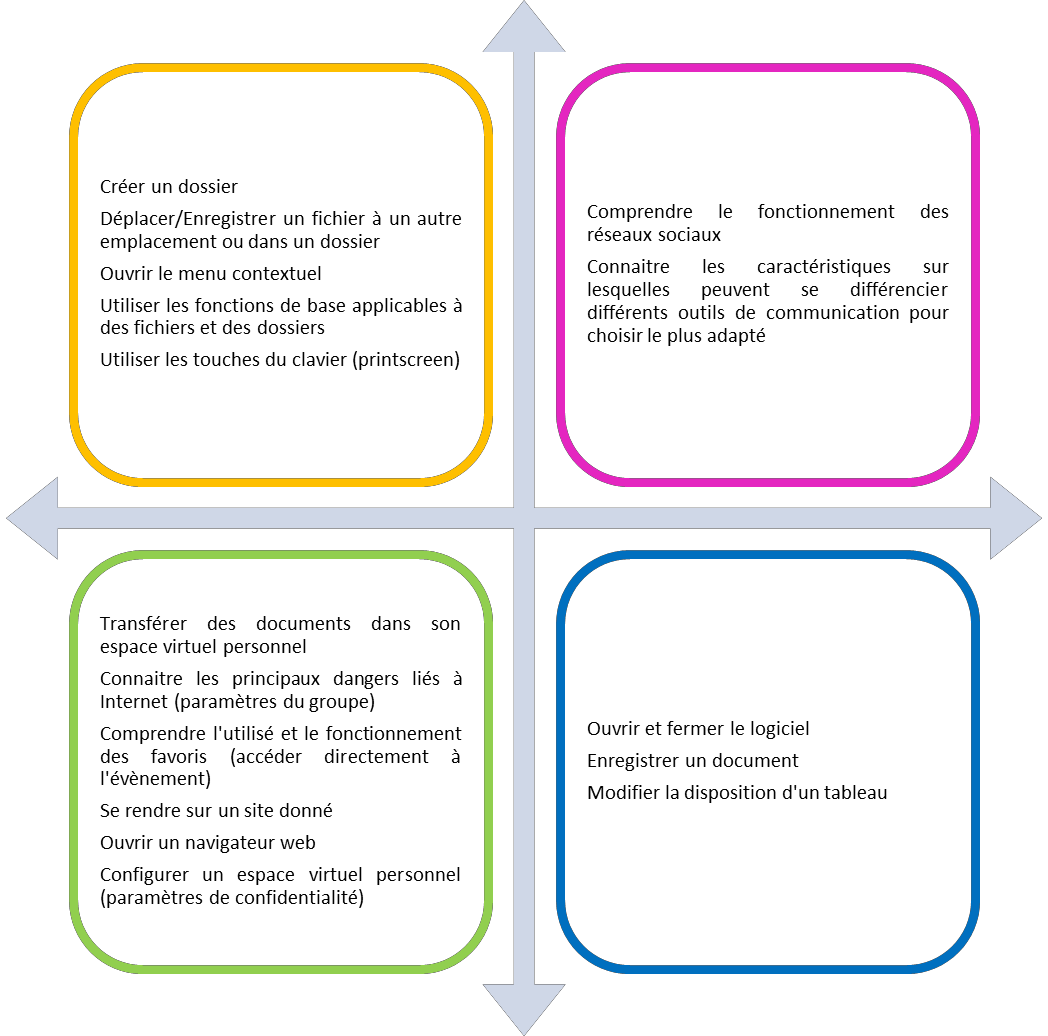 Créer un dossier
Déplacer/Enregistrer un fichier à un autre
emplacement ou dans un dossier
Ouvrir le menu contextuel
Utiliser les fonctions de base applicables à
des fichiers et des dossiers
Utiliser les touches du clavier (printscreen)
Comprendre le fonctionnement des
réseaux sociaux
Connaitre les caractéristiques sur
lesquelles peuvent se différencier
différents outils de communication pour
choisir le plus adapté
Transférer des documents dans son
espace virtuel personnel
Connaitre les principaux dangers liés à
Internet (paramètres du groupe)
Comprendre l'utilisé et le fonctionnement
des favoris (accéder directement à
l'évènement)
Se rendre sur un site donné
Ouvrir un navigateur web
Configurer un espace virtuel personnel
(paramètres de confidentialité)
Ouvrir et fermer le logiciel
Enregistrer un document
Modifier la disposition d'un tableau